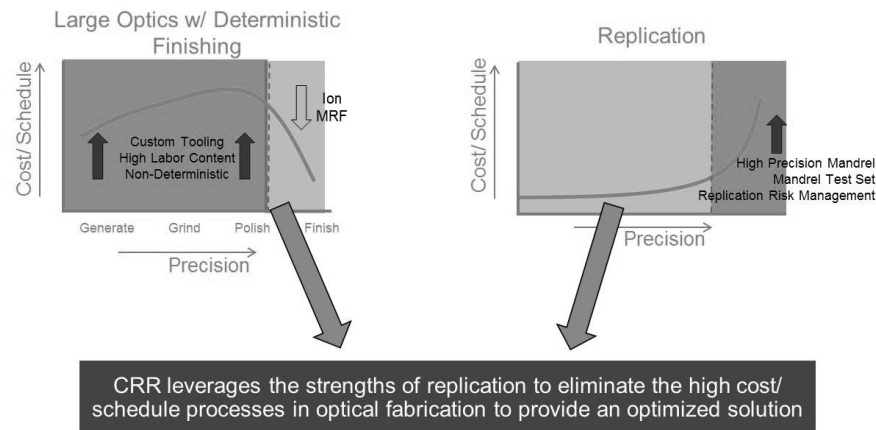 Large Optics w/ Deterministic
Finishing
Cost/ Schedule
Ion
MRF
Custom Tooling
High Labor Content
Non-Deterministic
Generate Grind Polish Finish
Precision
Replication
Cost/ Schedule
High Precision Mandrel
Mandrel Test Set
Replication Risk Management
Precision
CRR leverages the strengths of replication to eliminate the high cost/
schedule processes in optical fabrication to provide an optimized solution